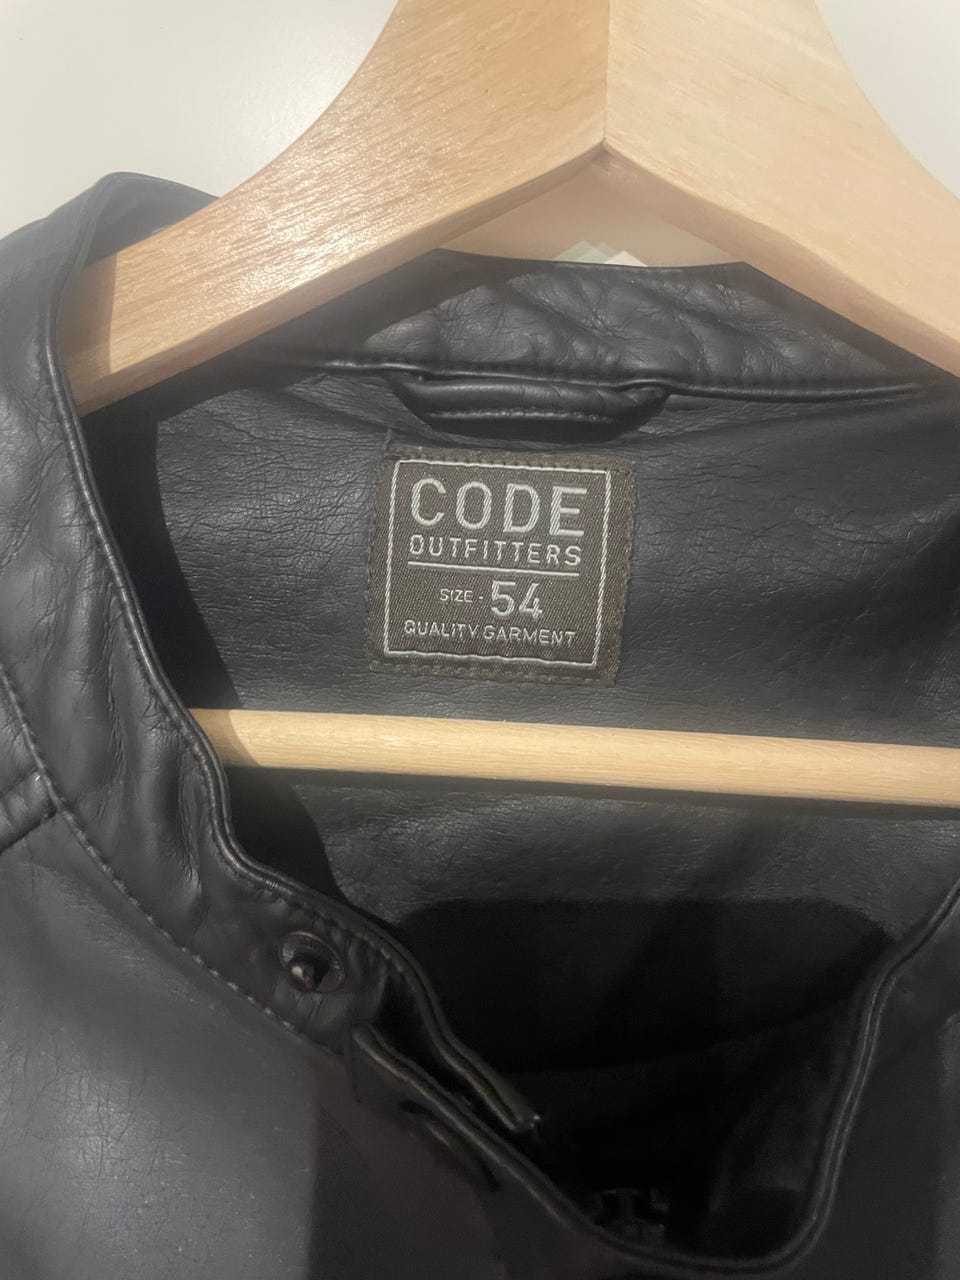 CODE
OUTFITTERS
SIZE - 54
QUALITY GARMENT